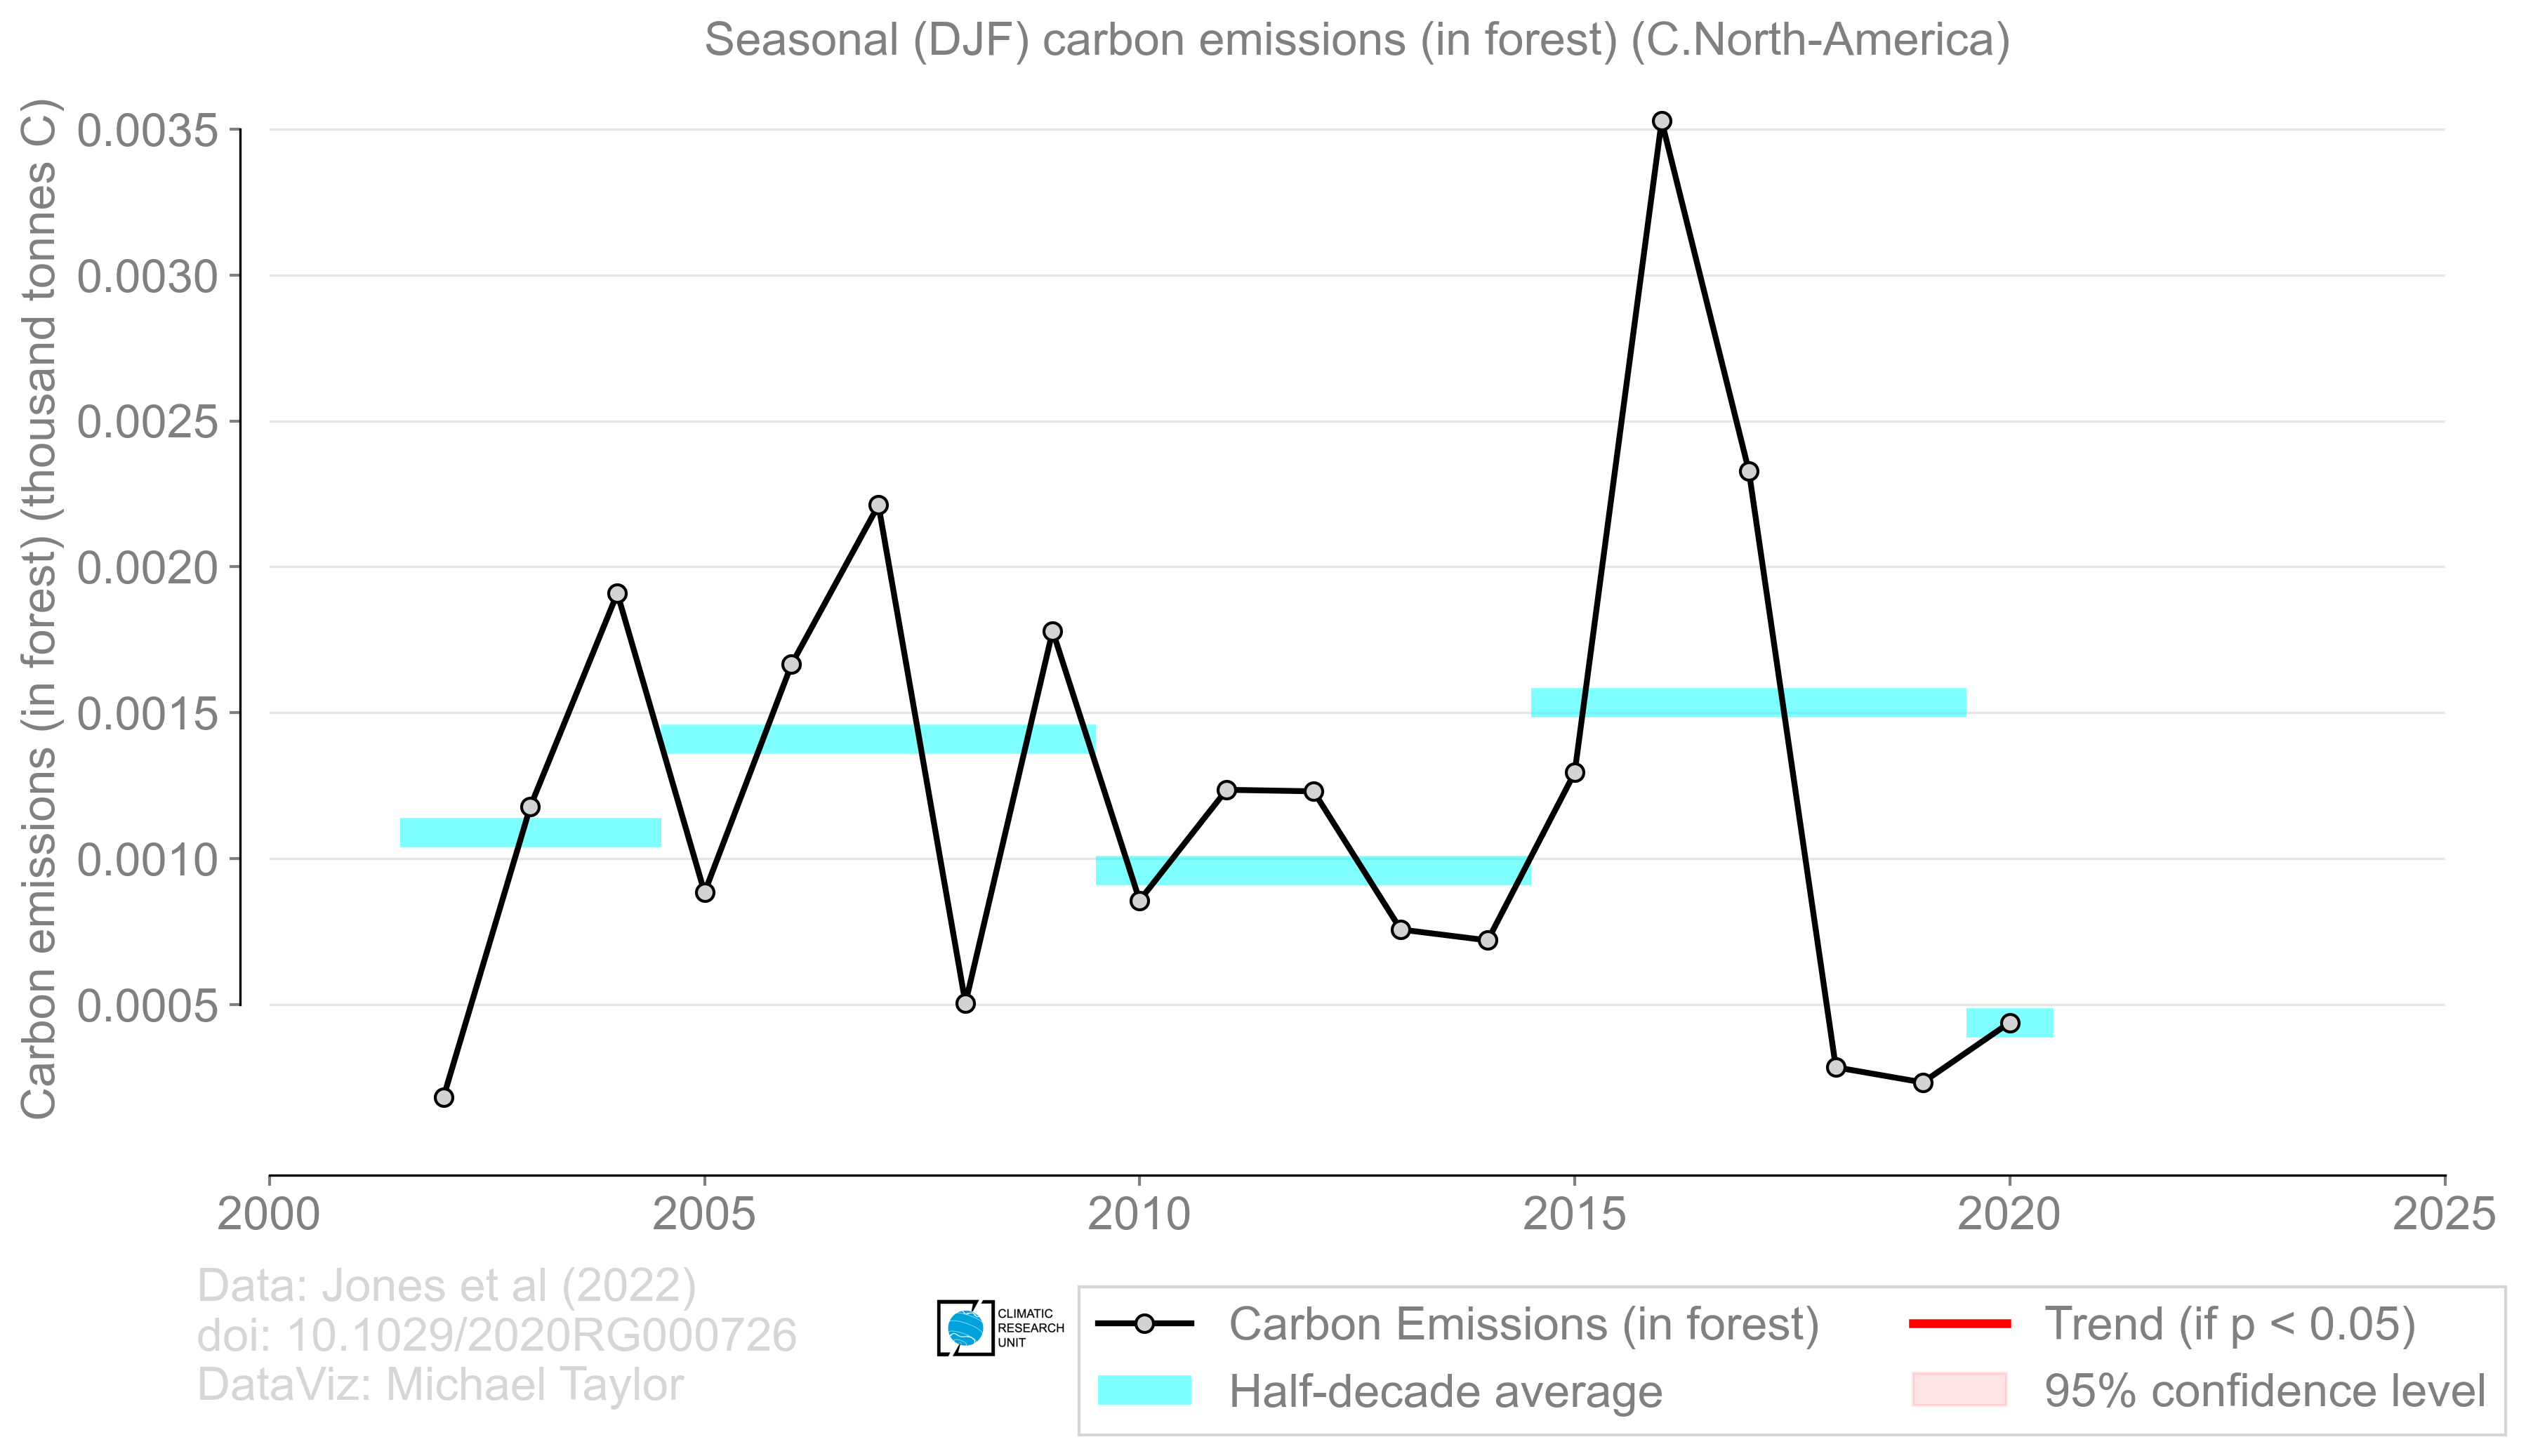 Seasonal (DJF) carbon emissions (in forest) (C.North-America)
Carbon emissions (in forest) (thousand tonnes C)
0.0035
0.0030
0.0025
0.0020
0.0015
0.0010
0.0005
2000
2005
2010
2015
2020
2025
Data: Jones et al (2022)
doi: 10.1029/2020RG000726
DataViz: Michael Taylor
CLIMATIC
RESEARCH
UNIT
Carbon Emissions (in forest)
Half-decade average
Trend (if p < 0.05)
95% confidence level